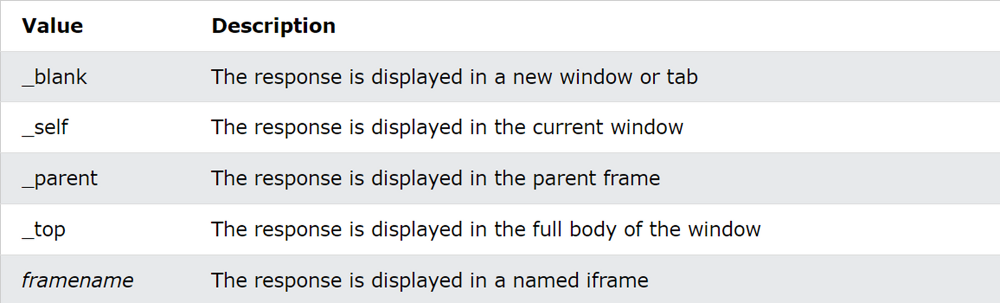 Value Description
_blank The response is displayed in a new window or tab
_self The response is displayed in the current window
_parent The response is displayed in the parent frame
_top The response is displayed in the full body of the window
framename The response is displayed in a named iframe